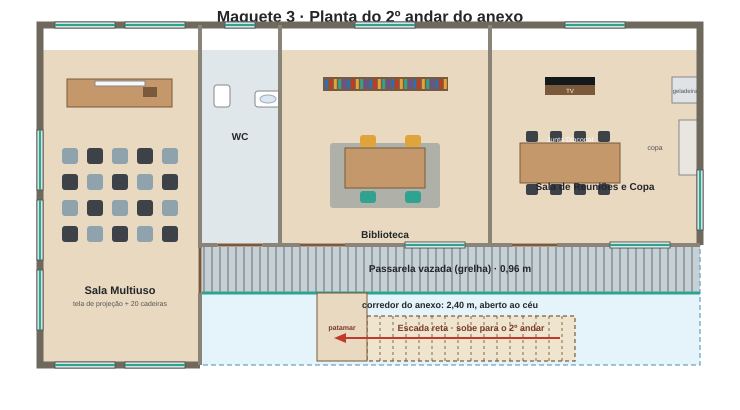 Maquete 3 · Planta do 2º andar do anexo
TV
geladeira
WC
copa
Sala de Reuniões e Copa
Biblioteca
Passarela vazada (grelha) · 0,96 m
Sala Multiuso
tela de projeção + 20 cadeiras
corredor do anexo: 2,40 m, aberto ao céu
patamar
Escada reta · sobe para o 2º andar